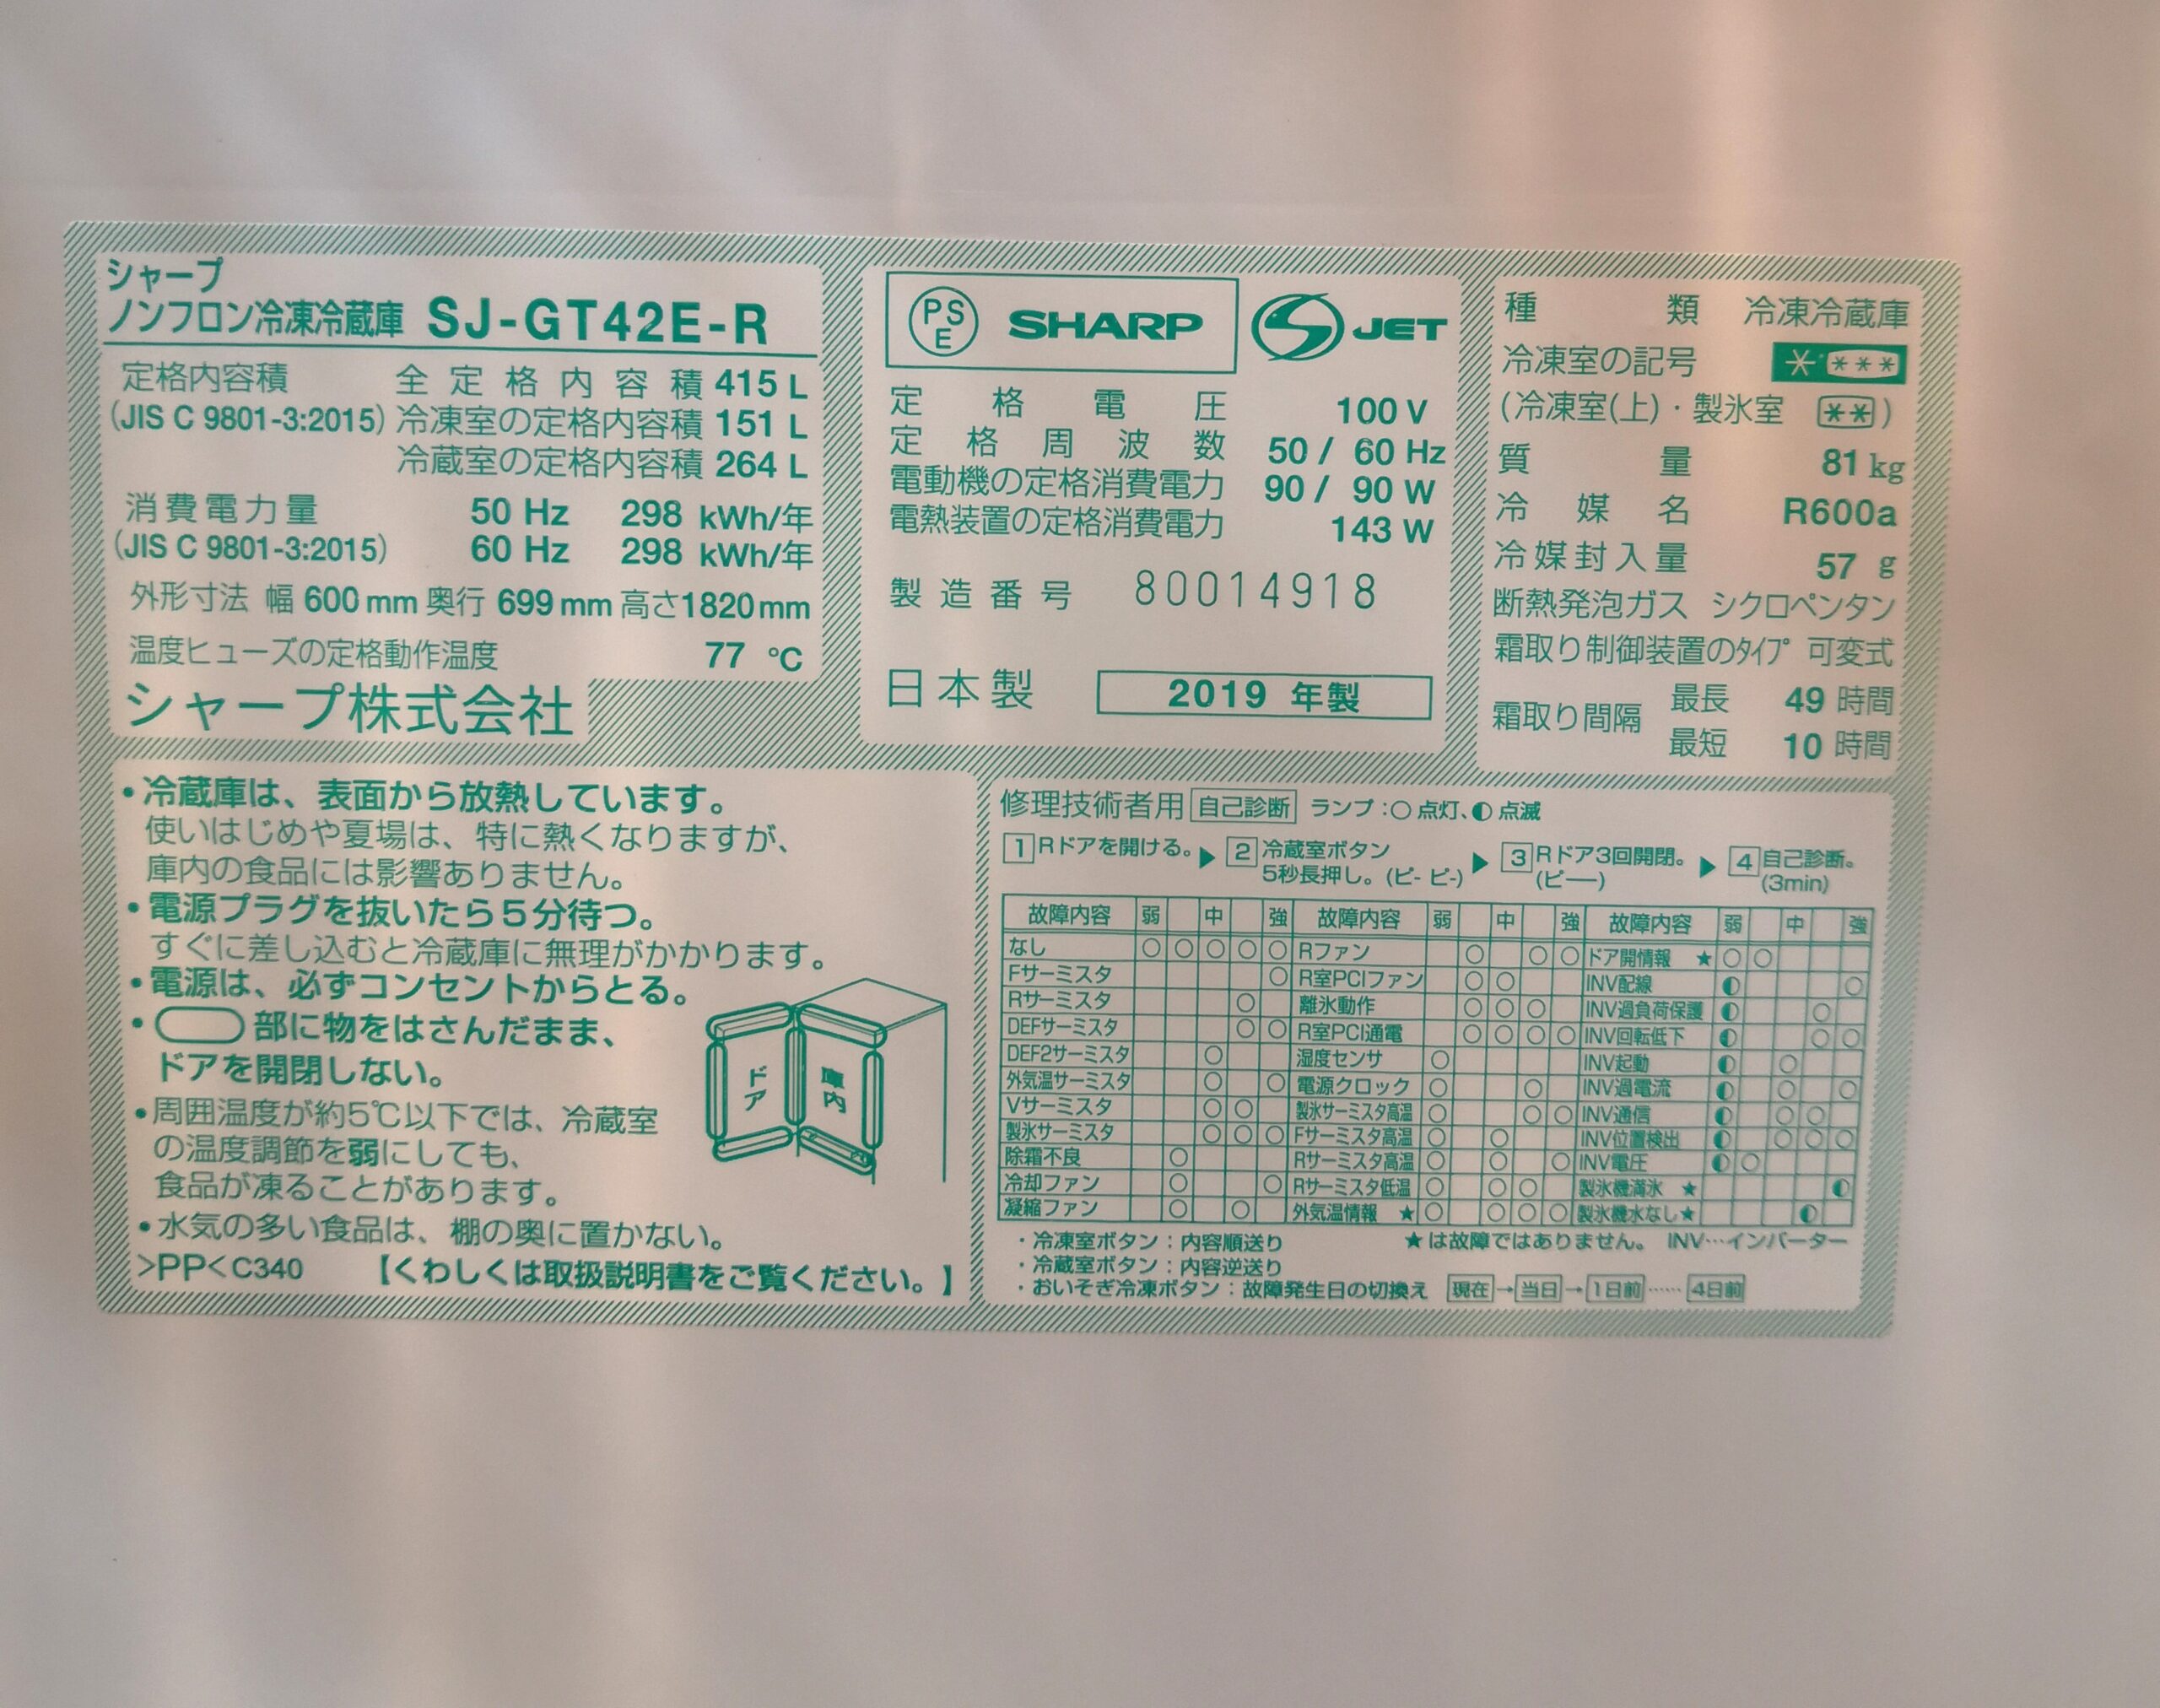 シャープ
ノンフロン冷凍冷蔵庫 SJ-GT42E-R
定格内容積 全定格内容積 415 L
(JIS C 9801-3:2015) 冷凍室の定格内容積 151 L
冷蔵室の定格内容積 264 L
消費電力量 50 Hz 298 kWh/年
(JIS C 9801-3:2015) 60 Hz 298 kWh/年
外形寸法 幅 600 mm 奥行 699 mm 高さ 1820 mm
温度ヒューズの定格動作温度 77 ℃
シャープ株式会社
PSE SHARP JET
定格電圧 100 V
定格周波数 50 / 60 Hz
電動機の定格消費電力 90 / 90 W
電熱装置の定格消費電力 143 W
製造番号 80014918
日本製 2019 年製
種類 冷凍冷蔵庫
冷凍室の記号 * ***
(冷凍室(上)・製氷室 **)
質量 81 kg
冷媒名 R600a
冷媒封入量 57 g
断熱発泡ガス シクロペンタン
霜取り制御装置のタイプ 可変式
霜取り間隔 最長 49 時間
最短 10 時間
・冷蔵庫は、表面から放熱しています。
使いはじめや夏場は、特に熱くなりますが、
庫内の食品には影響ありません。
・電源プラグを抜いたら5分待つ。
すぐに差し込むと冷蔵庫に無理がかかります。
・電源は、必ずコンセントからとる。
・ 部に物をはさんだまま、
ドアを開閉しない。
ドア 庫内
・周囲温度が約5℃以下では、冷蔵室
の温度調節を弱にしても、
食品が凍ることがあります。
・水気の多い食品は、棚の奥に置かない。
>PP< C340 【くわしくは取扱説明書をご覧ください。】
修理技術者用 自己診断 ランプ:○点灯、◐点滅
1 Rドアを開ける。▶ 2 冷蔵室ボタン 5秒長押し。(ピ- ピ-) ▶ 3 Rドア3回開閉。(ピ──) ▶ 4 自己診断。(3min)
故障内容 弱 中 強 故障内容 弱 中 強 故障内容 弱 中 強
なし ○ ○ ○ ○ ○ Rファン ○ ○ ○ ドア開情報 ★ ○ ○
Fサーミスタ ○ R室PCIファン ○ ○ INV配線 ◐ ○
Rサーミスタ ○ 離氷動作 ○ ○ ○ INV過負荷保護 ◐ ○
DEFサーミスタ ○ ○ R室PCI通電 ○ ○ ○ ○ INV回転低下 ◐ ○ ○
DEF2サーミスタ ○ 湿度センサ ○ INV起動 ◐ ○
外気温サーミスタ ○ ○ 電源クロック ○ ○ INV過電流 ◐ ○ ○
Vサーミスタ ○ ○ 製氷サーミスタ高温 ○ ○ ○ INV通信 ◐ ○ ○
製氷サーミスタ ○ ○ ○ Fサーミスタ高温 ○ ○ INV位置検出 ◐ ○ ○ ○
除霜不良 ○ Rサーミスタ高温 ○ ○ ○ INV電圧 ◐ ○
冷却ファン ○ ○ Rサーミスタ低温 ○ ○ ○ 製氷機満氷 ★ ◐
凝縮ファン ○ ○ 外気温情報 ★ ○ ○ ○ ○ 製氷機水なし★ ◐
・冷凍室ボタン:内容順送り ★は故障ではありません。 INV…インバーター
・冷蔵室ボタン:内容逆送り
・おいそぎ冷凍ボタン:故障発生日の切換え 現在→当日→1日前……4日前